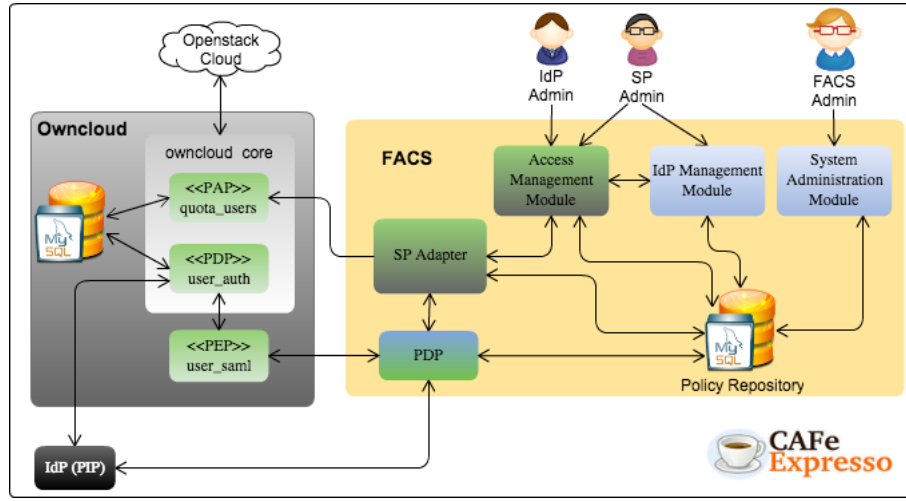 Openstack
Cloud
IdP
Admin
SP
Admin
FACS
Admin
Owncloud
owncloud core
<<PAP>>
quota_users
<<PDP>>
user_auth
<<PEP>>
user_saml
My
SQL
FACS
Access
Management
Module
IdP Management
Module
System
Administration
Module
SP Adapter
PDP
My
SQL
Policy Repository
IdP (PIP)
CAFe
Expresso